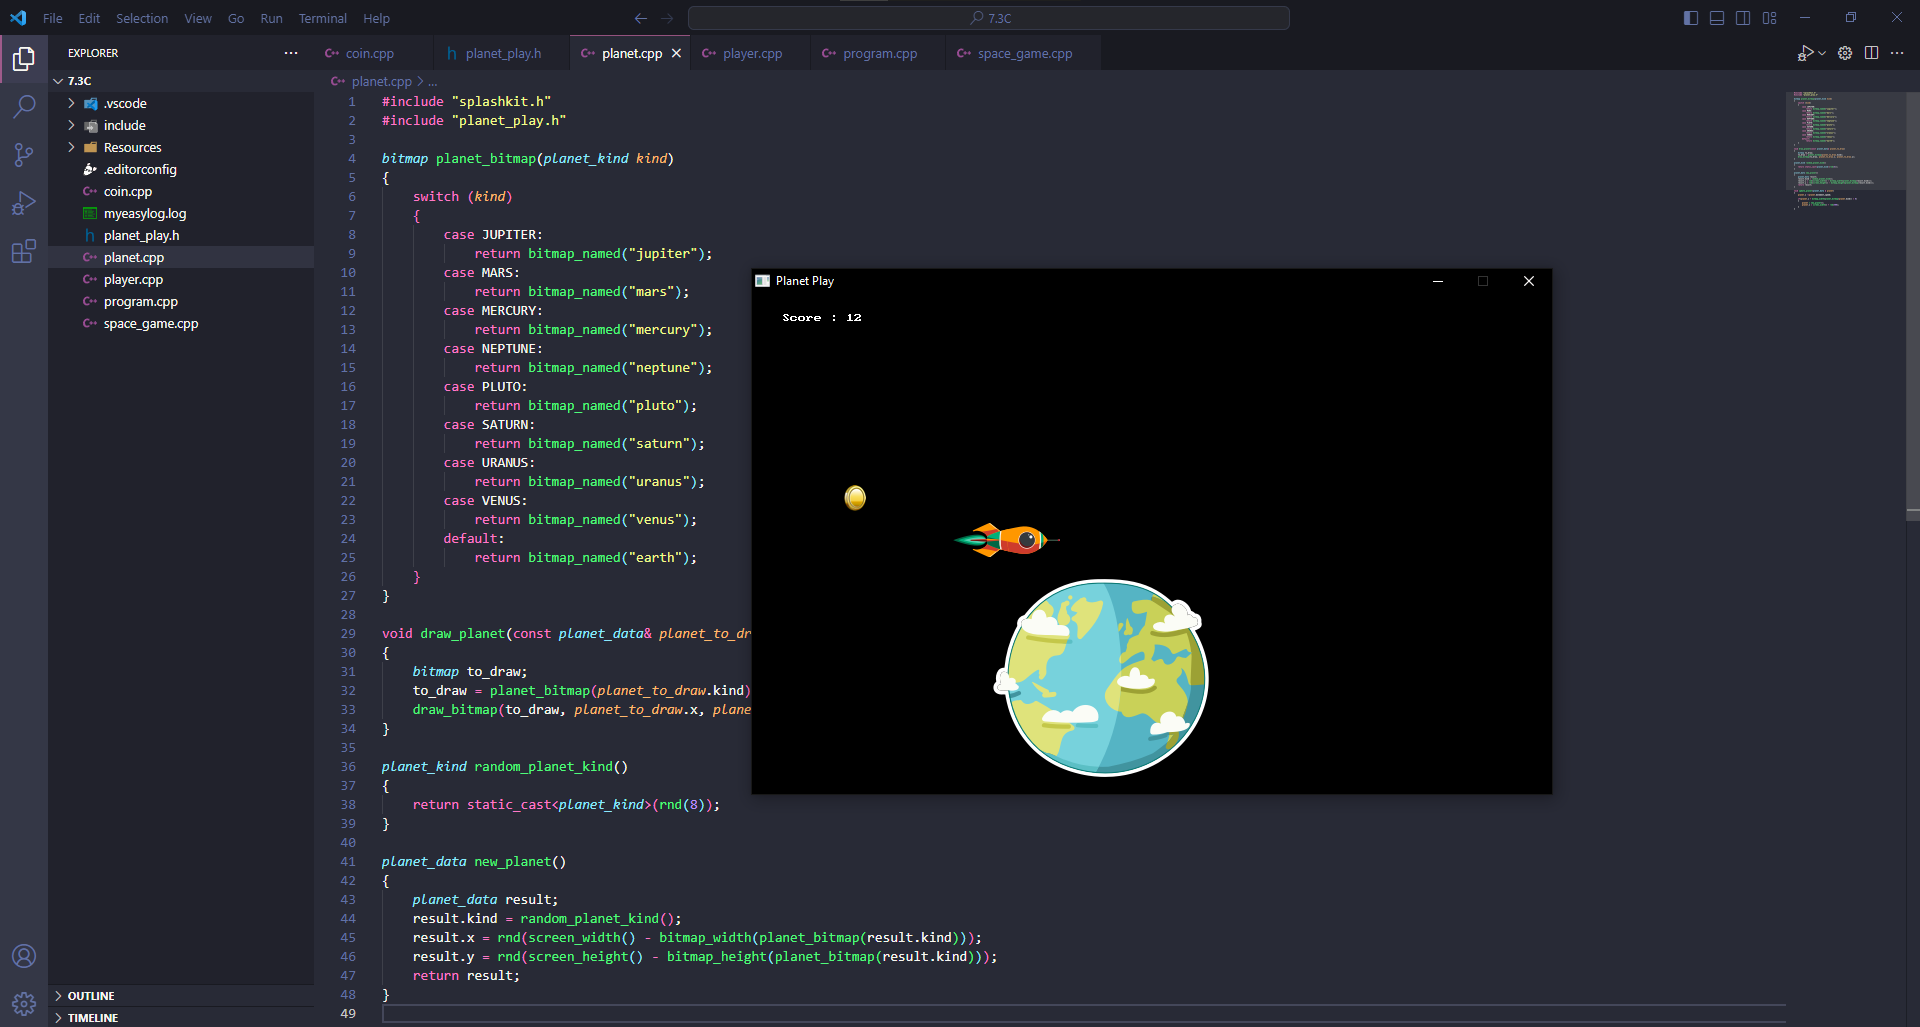 File Edit Selection View Go Run Terminal Help
7.3C
EXPLORER
coin.cpp planet_play.h planet.cpp player.cpp program.cpp space_game.cpp
7.3C
.vscode
include
Resources
.editorconfig
coin.cpp
myeasylog.log
planet_play.h
planet.cpp
player.cpp
program.cpp
space_game.cpp
OUTLINE
TIMELINE
planet.cpp > ...
1 #include "splashkit.h"
2 #include "planet_play.h"
3
4 bitmap planet_bitmap(planet_kind kind)
5 {
6     switch (kind)
7     {
8         case JUPITER:
9             return bitmap_named("jupiter");
10         case MARS:
11             return bitmap_named("mars");
12         case MERCURY:
13             return bitmap_named("mercury");
14         case NEPTUNE:
15             return bitmap_named("neptune");
16         case PLUTO:
17             return bitmap_named("pluto");
18         case SATURN:
19             return bitmap_named("saturn");
20         case URANUS:
21             return bitmap_named("uranus");
22         case VENUS:
23             return bitmap_named("venus");
24         default:
25             return bitmap_named("earth");
26     }
27 }
28
29 void draw_planet(const planet_data& planet_to_dr
30 {
31     bitmap to_draw;
32     to_draw = planet_bitmap(planet_to_draw.kind)
33     draw_bitmap(to_draw, planet_to_draw.x, plane
34 }
35
36 planet_kind random_planet_kind()
37 {
38     return static_cast<planet_kind>(rnd(8));
39 }
40
41 planet_data new_planet()
42 {
43     planet_data result;
44     result.kind = random_planet_kind();
45     result.x = rnd(screen_width() - bitmap_width(planet_bitmap(result.kind)));
46     result.y = rnd(screen_height() - bitmap_height(planet_bitmap(result.kind)));
47     return result;
48 }
49
Planet Play
Score : 12